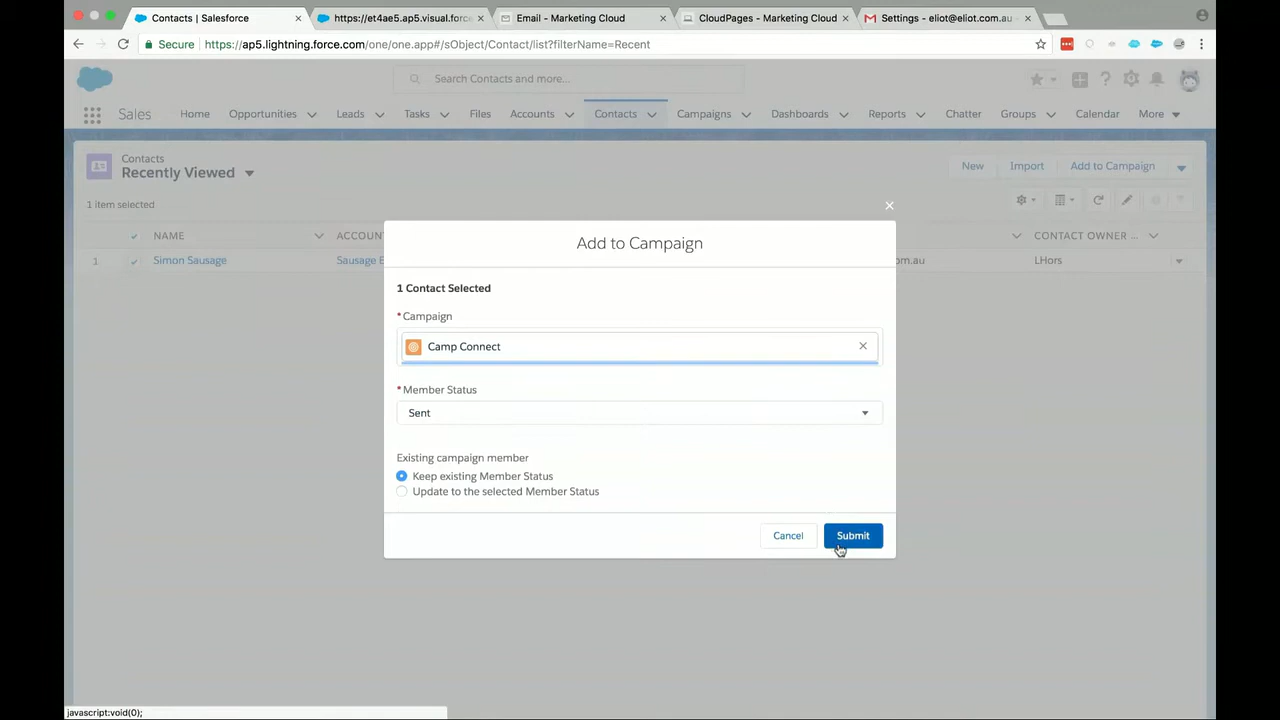 Contacts | Salesforce
https://et4ae5.ap5.visual.force
Email - Marketing Cloud
CloudPages - Marketing Cloud
Settings - eliot@eliot.com.au
Secure https://ap5.lightning.force.com/one/one.app#/sObject/Contact/list?filterName=Recent
Search Contacts and more...
Sales Home Opportunities Leads Tasks Files Accounts Contacts Campaigns Dashboards Reports Chatter Groups Calendar More
Contacts
Recently Viewed
New Import Add to Campaign
1 item selected
NAME ACCOU CONTACT OWNER ...
1 Simon Sausage Sausage E om.au LHors
Add to Campaign
1 Contact Selected
*Campaign
Camp Connect
*Member Status
Sent
Existing campaign member
Keep existing Member Status
Update to the selected Member Status
Cancel Submit
javascript:void(0);